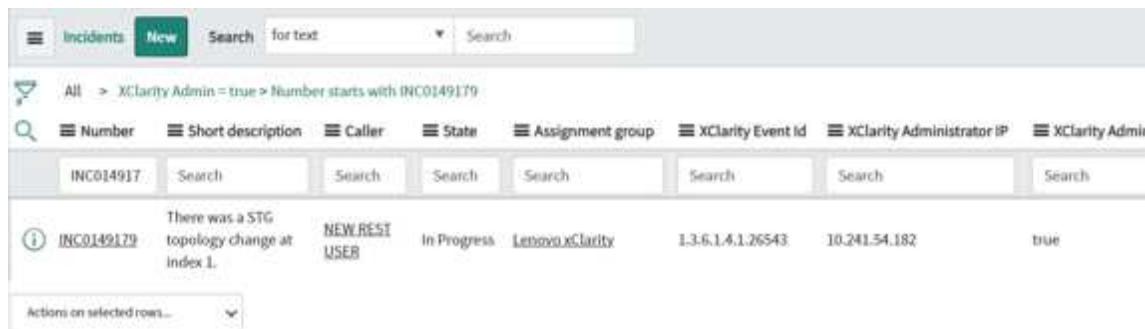 Incidents New Search for text Search
All > XClarity Admin = true > Number starts with INC0149179
Number Short description Caller State Assignment group XClarity Event Id XClarity Administrator IP XClarity Admi
INC014917 Search Search Search Search Search Search Search
There was a STG
INC0149179 topology change at NEW REST In Progress Lenovo xClarity 1.3.6.1.4.1.26543 10.241.54.182 true
USER
index 1.
Actions on selected rows...